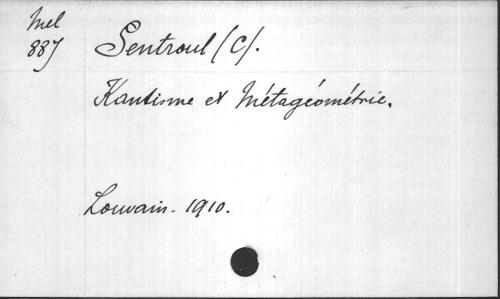 Mel
887
Sentroul (C).
Kantisme et Métagéométrie.
Louvain. 1910.